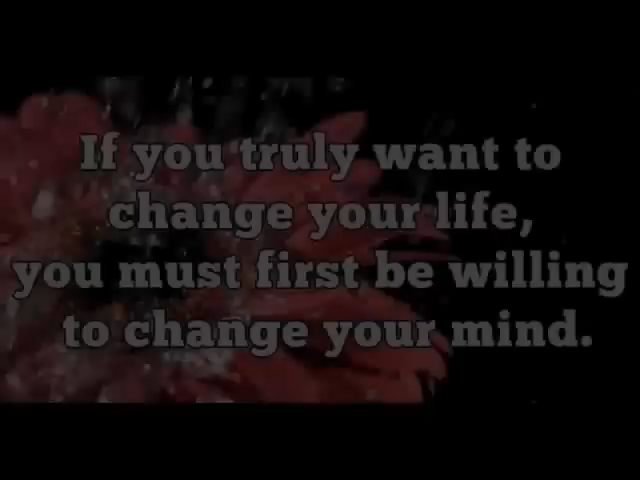 If you truly want to
change your life,
you must first be willing
to change your mind.